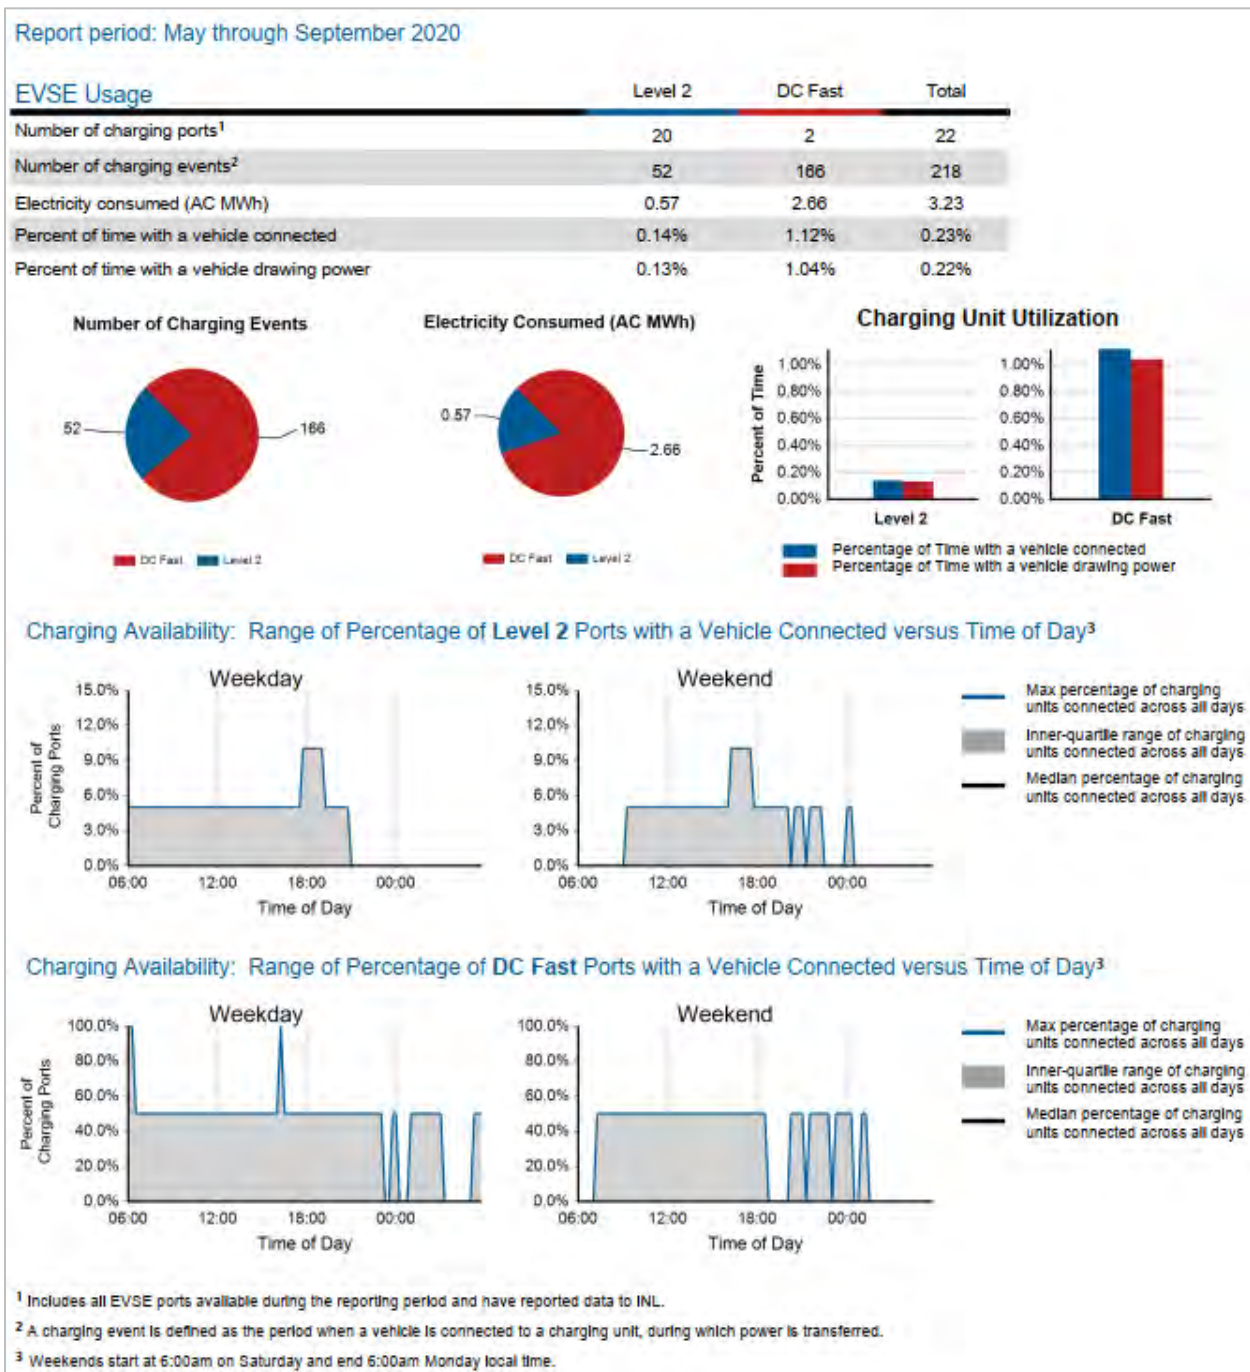 Report period: May through September 2020
EVSE Usage Level 2 DC Fast Total
Number of charging ports1 20 2 22
Number of charging events2 52 166 218
Electricity consumed (AC MWh) 0.57 2.66 3.23
Percent of time with a vehicle connected 0.14% 1.12% 0.23%
Percent of time with a vehicle drawing power 0.13% 1.04% 0.22%
Number of Charging Events
52 166
DC Fast Level 2
Electricity Consumed (AC MWh)
0.57 2.66
DC Fast Level 2
Charging Unit Utilization
Percent of Time
1.00% 1.00%
0.80% 0.80%
0.60% 0.60%
0.40% 0.40%
0.20% 0.20%
0.00% 0.00%
Level 2 DC Fast
Percentage of Time with a vehicle connected
Percentage of Time with a vehicle drawing power
Charging Availability: Range of Percentage of Level 2 Ports with a Vehicle Connected versus Time of Day3
Weekday
Percent of
Charging Ports
15.0%
12.0%
9.0%
6.0%
3.0%
0.0%
06:00 12:00 18:00 00:00
Time of Day
Weekend
15.0%
12.0%
9.0%
6.0%
3.0%
0.0%
06:00 12:00 18:00 00:00
Time of Day
Max percentage of charging
units connected across all days
Inner-quartile range of charging
units connected across all days
Median percentage of charging
units connected across all days
Charging Availability: Range of Percentage of DC Fast Ports with a Vehicle Connected versus Time of Day3
Weekday
Percent of
Charging Ports
100.0%
80.0%
60.0%
40.0%
20.0%
0.0%
06:00 12:00 18:00 00:00
Time of Day
Weekend
100.0%
80.0%
60.0%
40.0%
20.0%
0.0%
06:00 12:00 18:00 00:00
Time of Day
Max percentage of charging
units connected across all days
Inner-quartile range of charging
units connected across all days
Median percentage of charging
units connected across all days
1 Includes all EVSE ports available during the reporting period and have reported data to INL.
2 A charging event is defined as the period when a vehicle is connected to a charging unit, during which power is transferred.
3 Weekends start at 6:00am on Saturday and end 6:00am Monday local time.